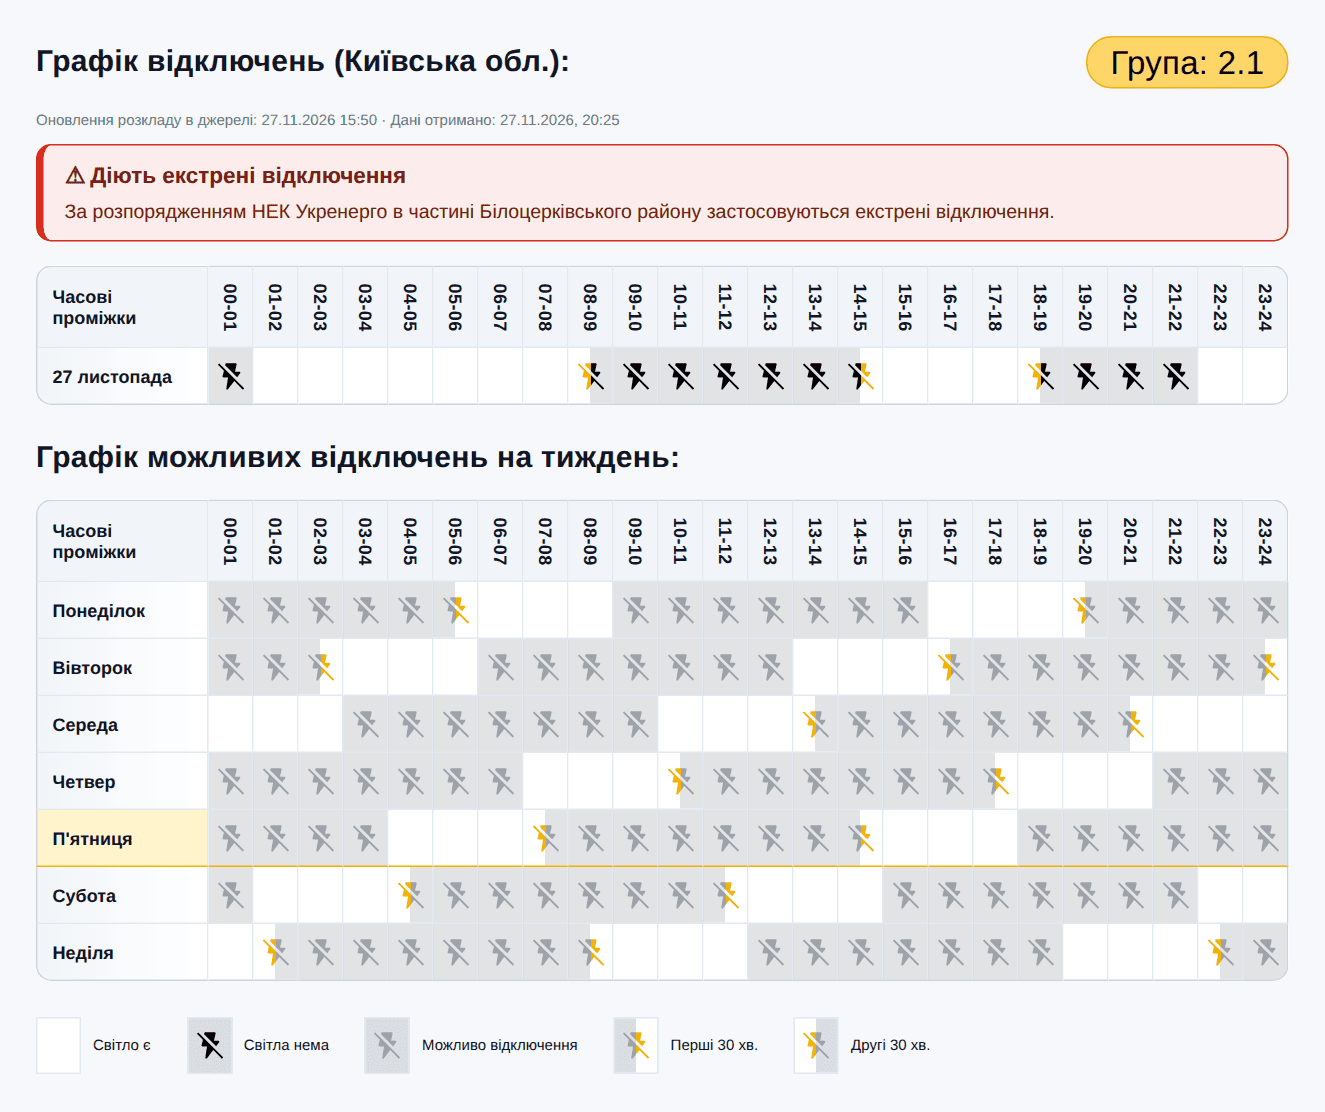 Графік відключень (Київська обл.):
Група: 2.1
Оновлення розкладу в джерелі: 27.11.2026 15:50 · Дані отримано: 27.11.2026, 20:25
⚠ Діють екстрені відключення
За розпорядженням НЕК Укренерго в частині Білоцерківського району застосовуються екстрені відключення.
Часові проміжки 00-01 01-02 02-03 03-04 04-05 05-06 06-07 07-08 08-09 09-10 10-11 11-12 12-13 13-14 14-15 15-16 16-17 17-18 18-19 19-20 20-21 21-22 22-23 23-24
27 листопада
Графік можливих відключень на тиждень:
Часові проміжки 00-01 01-02 02-03 03-04 04-05 05-06 06-07 07-08 08-09 09-10 10-11 11-12 12-13 13-14 14-15 15-16 16-17 17-18 18-19 19-20 20-21 21-22 22-23 23-24
Понеділок
Вівторок
Середа
Четвер
П'ятниця
Субота
Неділя
Світло є Світла нема Можливо відключення Перші 30 хв. Другі 30 хв.